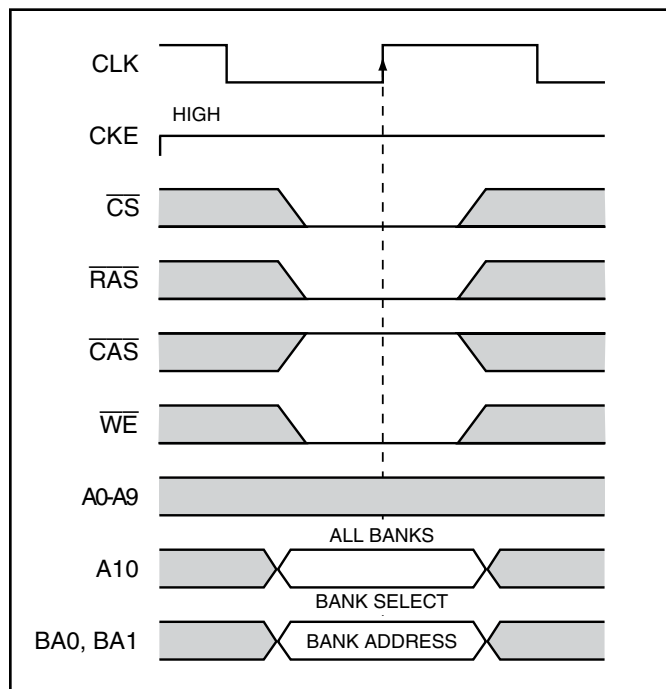 CLK
HIGH
CKE
CS
RAS
CAS
WE
A0-A9
ALL BANKS
A10
BANK SELECT
BA0, BA1 BANK ADDRESS